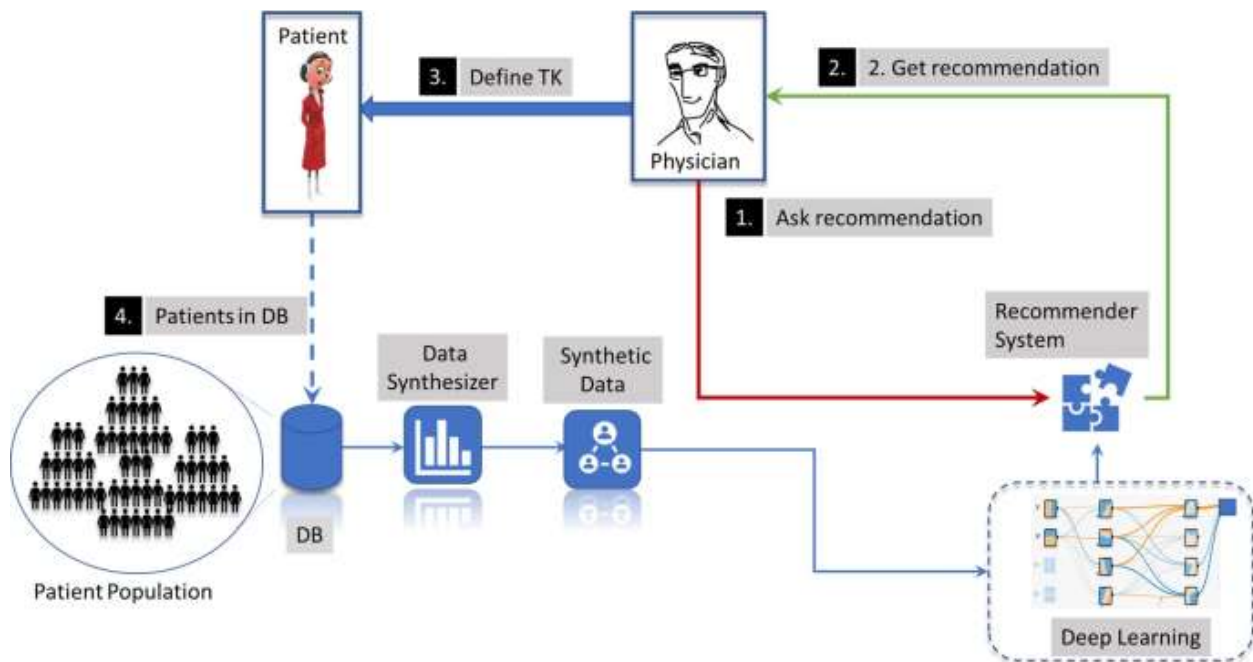 Patient
3. Define TK
Physician
2. 2. Get recommendation
1. Ask recommendation
4. Patients in DB
Data
Synthesizer
Synthetic
Data
Recommender
System
DB
Patient Population
Deep Learning